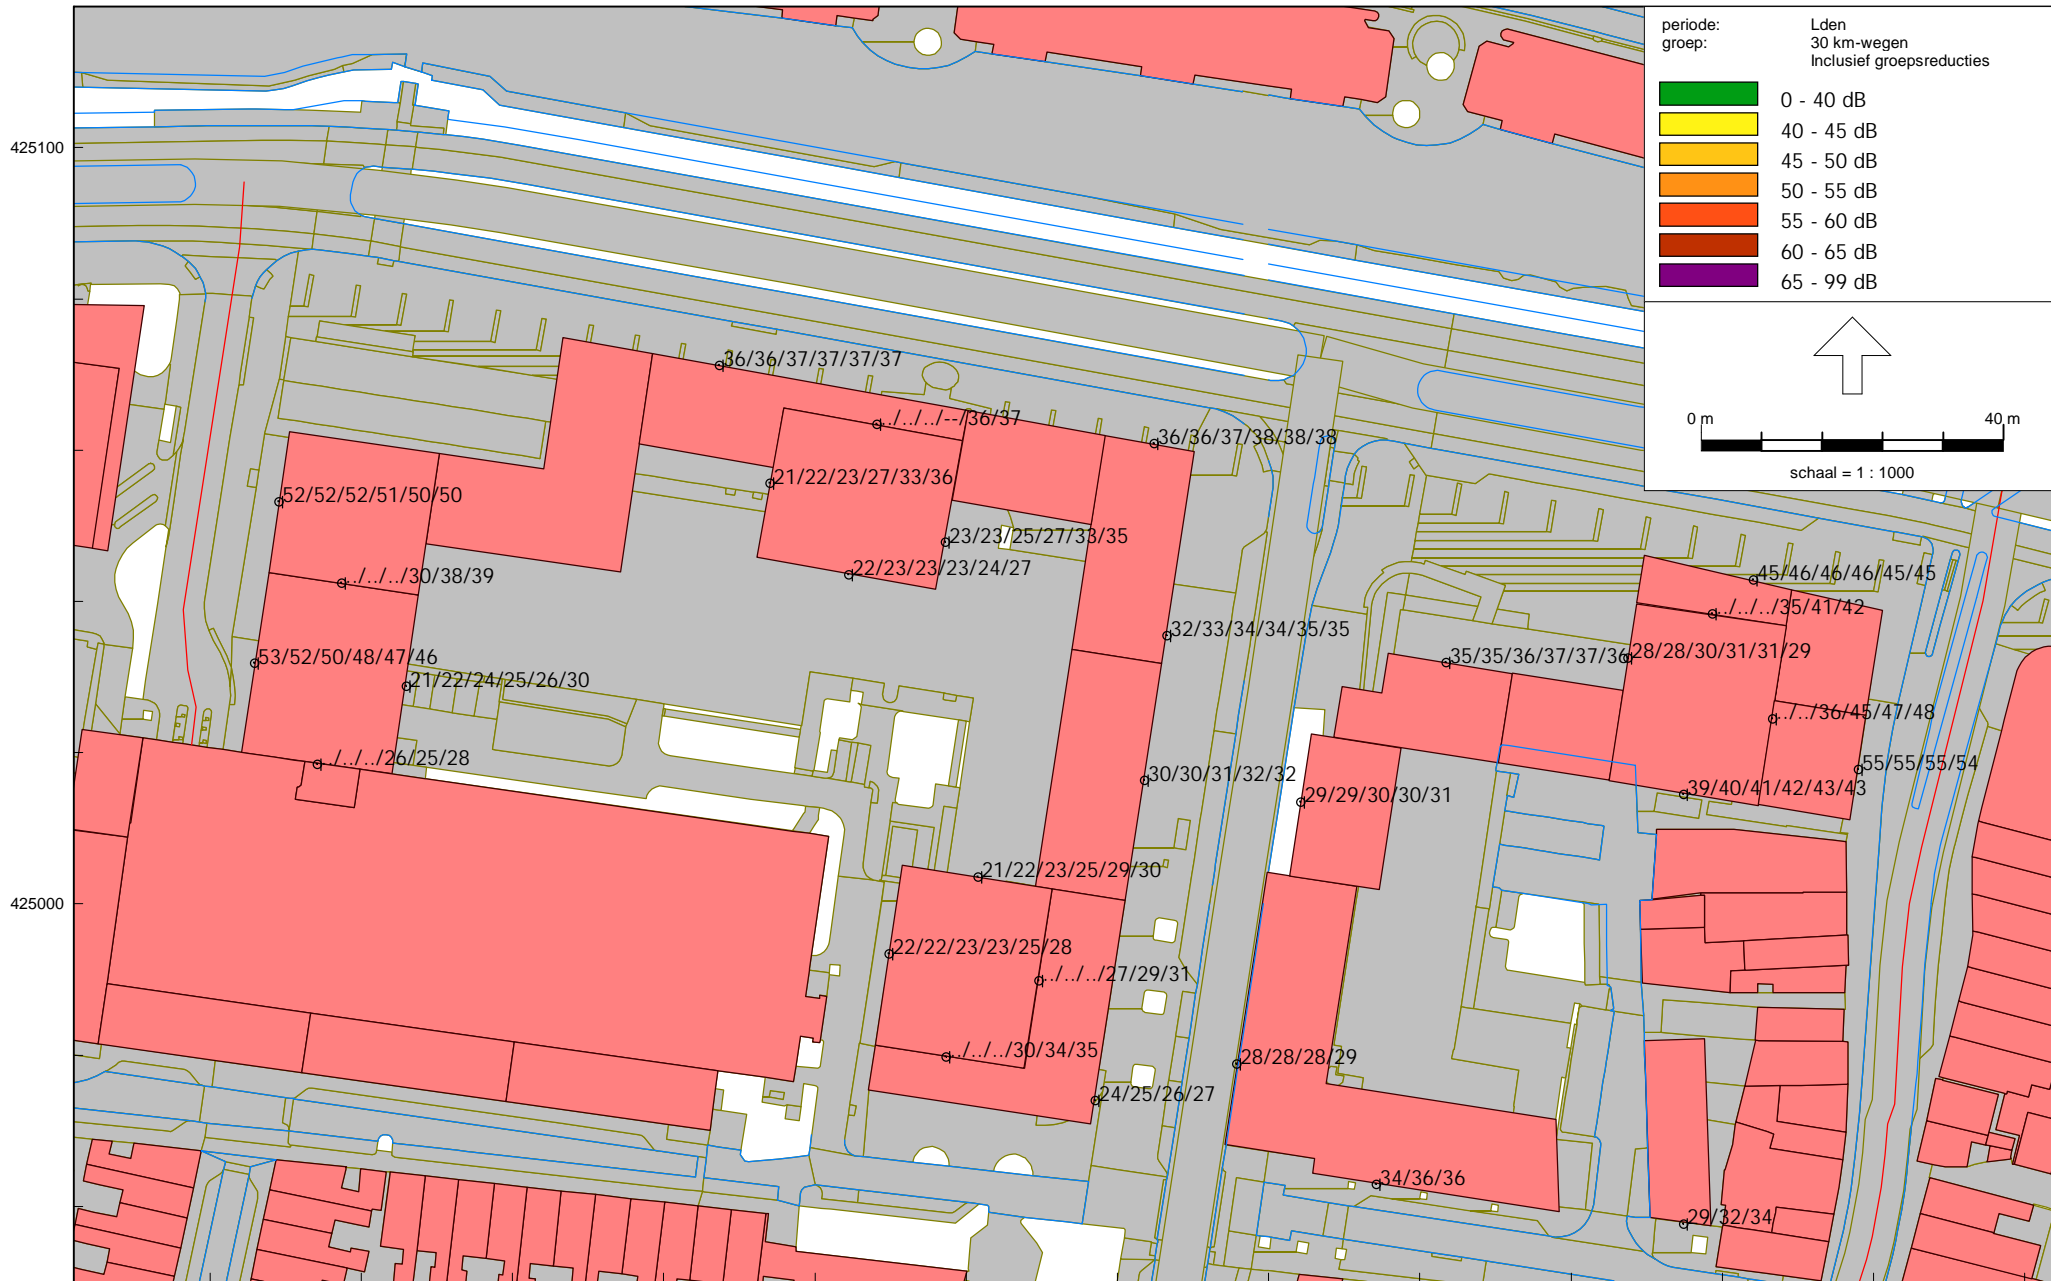 periode: Lden
groep: 30 km-wegen
Inclusief groepsreducties
0 - 40 dB
40 - 45 dB
45 - 50 dB
50 - 55 dB
55 - 60 dB
60 - 65 dB
65 - 99 dB
0 m 40 m
schaal = 1 : 1000
425100
36/36/37/37/37/37
../../../--/36/37
36/36/37/38/38/38
21/22/23/27/33/36
52/52/52/51/50/50
23/23/25/27/33/35
22/23/23/23/24/27
../../../30/38/39
45/46/46/46/45/45
../../../35/41/42
32/33/34/34/35/35
53/52/50/48/47/46
35/35/36/37/37/36
28/28/30/31/31/29
21/22/24/25/26/30
../../36/45/47/48
../../../26/25/28
55/55/55/54
30/30/31/32/32
29/29/30/30/31
39/40/41/42/43/43
21/22/23/25/29/30
425000
22/22/23/23/25/28
../../../27/29/31
../../../30/34/35
28/28/28/29
24/25/26/27
34/36/36
29/32/34